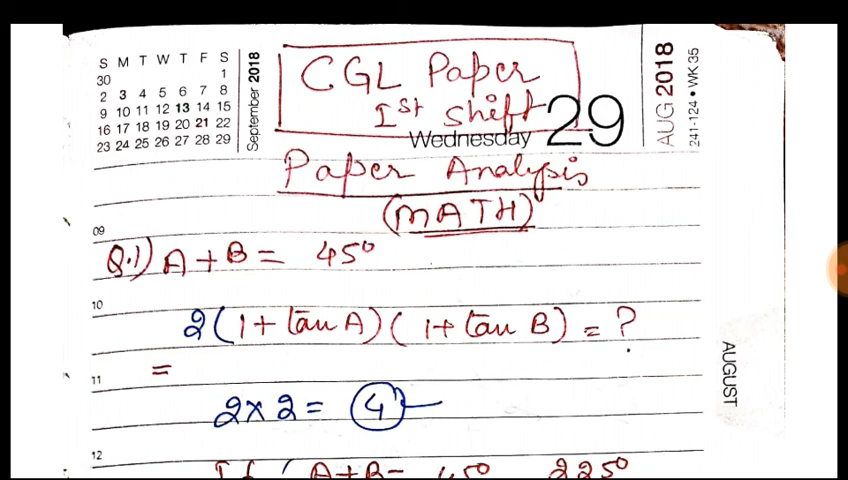 S M T W T F S
30 1
2 3 4 5 6 7 8
9 10 11 12 13 14 15
16 17 18 19 20 21 22
23 24 25 26 27 28 29
September 2018
CGL Paper
Ist Shift
Wednesday 29
AUG 2018
241-124 • WK 35
Paper Analysis
(MATH)
09
Q.1) A + B = 45°
10
2 (1 + tan A) ( 1 + tan B) = ?
=
11
2 x 2 = 4
AUGUST
12
If ( A+B = 45° 225°